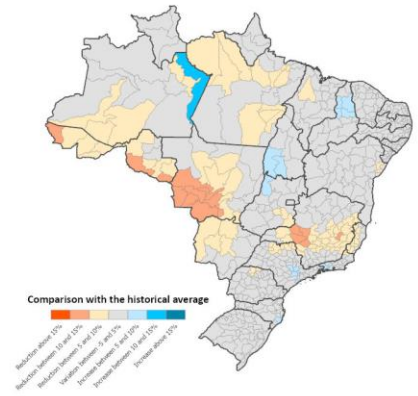 Comparison with the historical average
Reduction above 15%
Reduction between 10 and 15%
Reduction between 5 and 10%
Variation between -5 and 5%
Increase between 5 and 10%
Increase between 10 and 15%
Increase above 15%